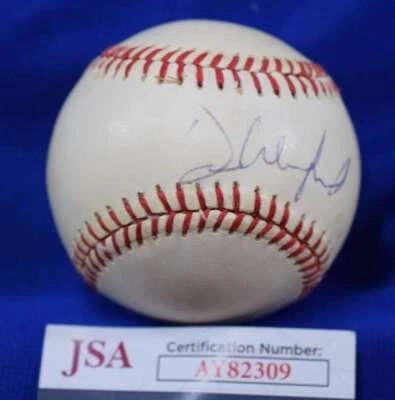 JSA
Certification Number:
AY82309